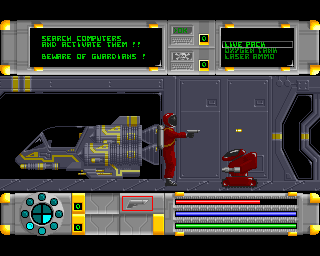 SEARCH COMPUTERS
AND ACTIVATE THEM !!
BEWARE OF GUARDIANS !
0
0
LIVE PACK
OXYGEN TANK
LASER AMMO
0
0